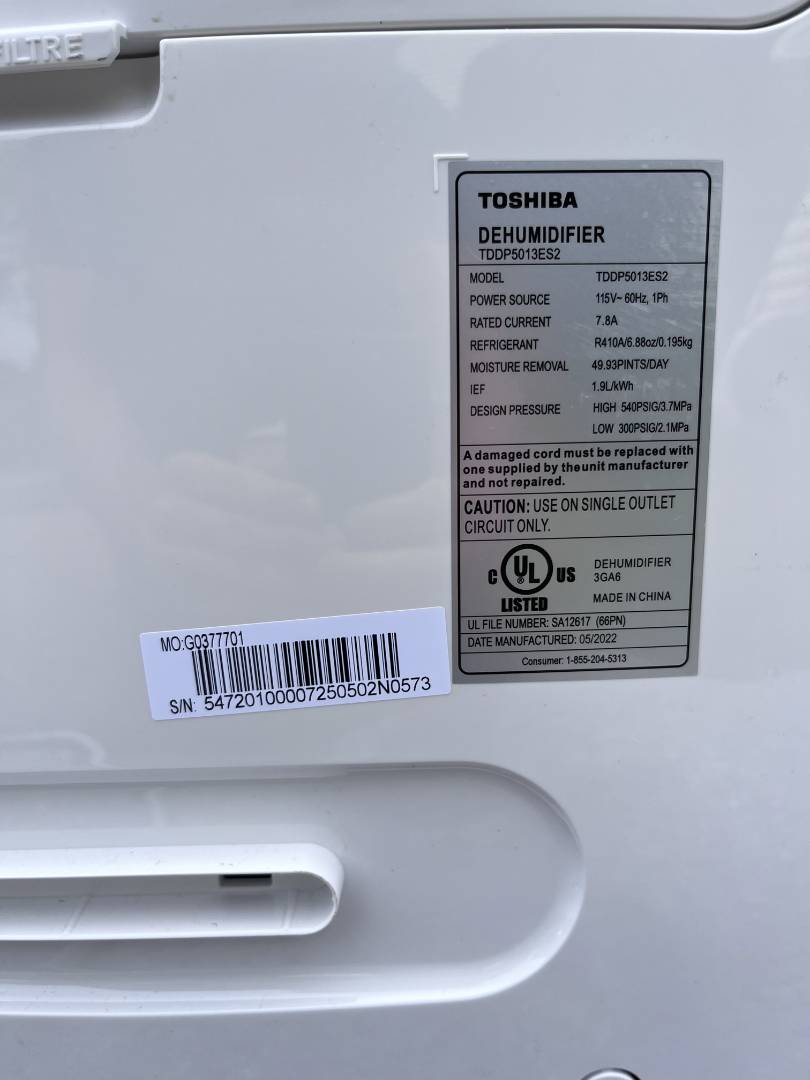 FILTRE
TOSHIBA
DEHUMIDIFIER
TDDP5013ES2
MODEL TDDP5013ES2
POWER SOURCE 115V~ 60Hz, 1Ph
RATED CURRENT 7.8A
REFRIGERANT R410A/6.88oz/0.195kg
MOISTURE REMOVAL 49.93PINTS/DAY
IEF 1.9L/kWh
DESIGN PRESSURE HIGH 540PSIG/3.7MPa
LOW 300PSIG/2.1MPa
A damaged cord must be replaced with
one supplied by the unit manufacturer
and not repaired.
CAUTION: USE ON SINGLE OUTLET
CIRCUIT ONLY.
C UL US
LISTED
DEHUMIDIFIER
3GA6
MADE IN CHINA
UL FILE NUMBER: SA12617 (66PN)
DATE MANUFACTURED: 05/2022
Consumer: 1-855-204-5313
MO:G0377701
S/N: 54720100007250502N0573